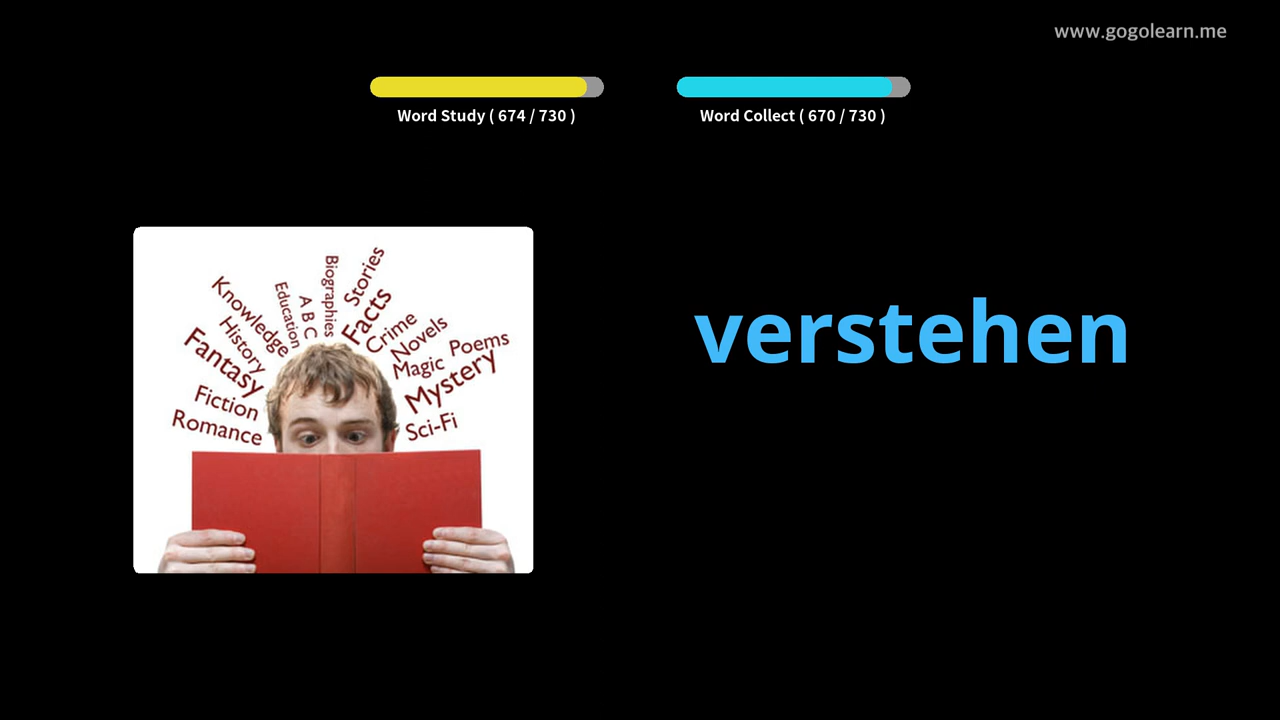 www.gogolearn.me
Word Study ( 674 / 730 )
Word Collect ( 670 / 730 )
Biographies
Stories
Education
A B C
Facts
Knowledge
Crime
History
Novels
Fantasy
Magic
Poems
Mystery
Fiction
Romance
Sci-Fi
verstehen